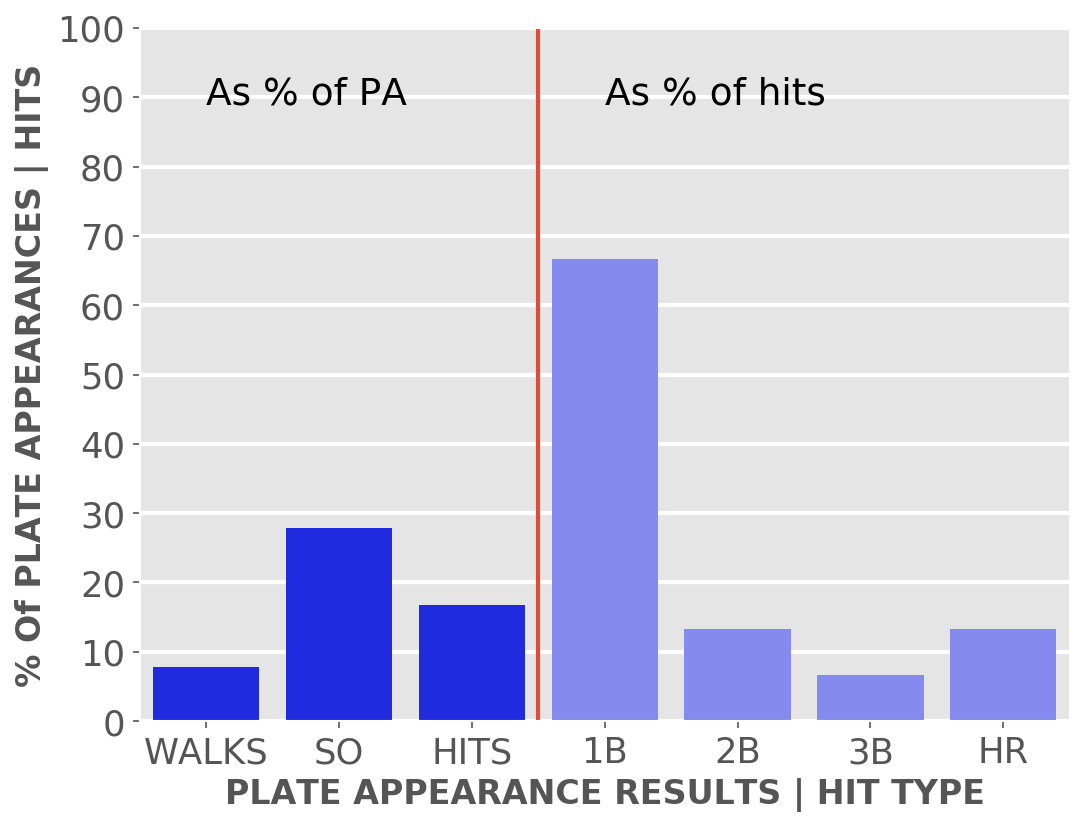 100
90
80
70
60
50
40
30
20
10
0
% Of PLATE APPEARANCES | HITS
As % of PA
As % of hits
WALKS SO HITS 1B 2B 3B HR
PLATE APPEARANCE RESULTS | HIT TYPE